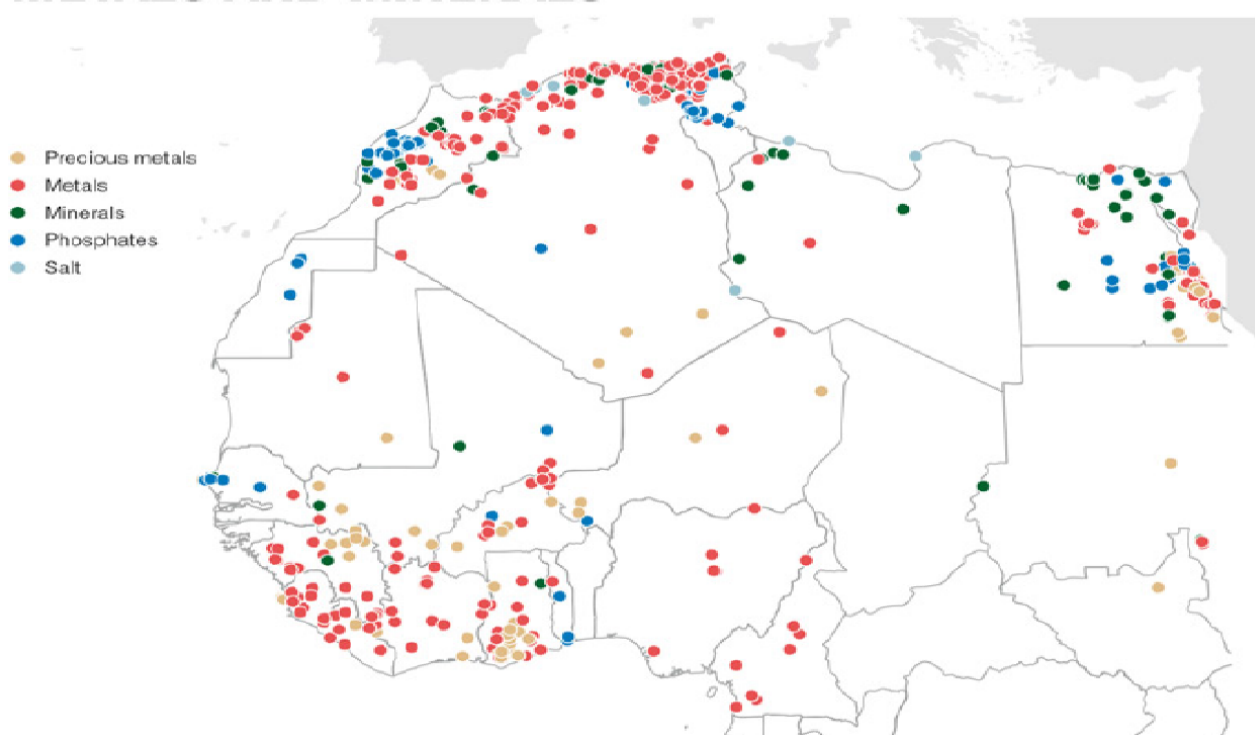 Precious metals
Metals
Minerals
Phosphates
Salt